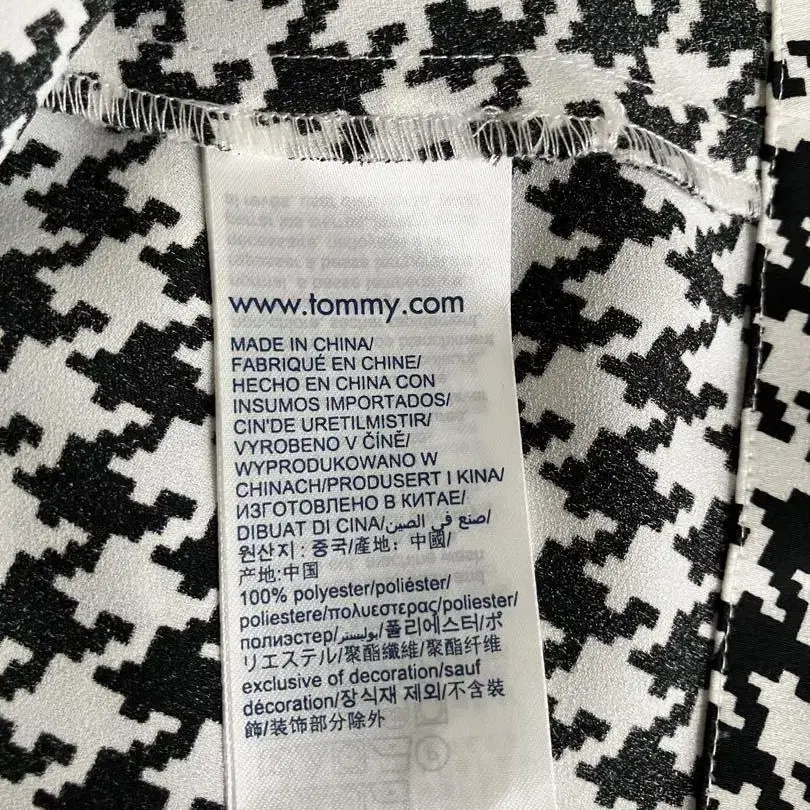 www.tommy.com
MADE IN CHINA/
FABRIQUÉ EN CHINE/
HECHO EN CHINA CON
INSUMOS IMPORTADOS/
CIN'DE URETILMISTIR/
VYROBENO V ČÍNĚ/
WYPRODUKOWANO W
CHINACH/PRODUSERT I KINA/
ИЗГОТОВЛЕНО В КИТАЕ/
DIBUAT DI CINA/صنع في الصين/
원산지 : 중국/產地：中國/
产地:中国
100% polyester/poliéster/
poliestere/πολυεστερας/poliester/
полиэстер/بوليستر/폴리에스터/ポ
リエステル/聚酯纖維/聚酯纤维
exclusive of decoration/sauf
décoration/장식재 제외/不含裝
飾/装饰部分除外